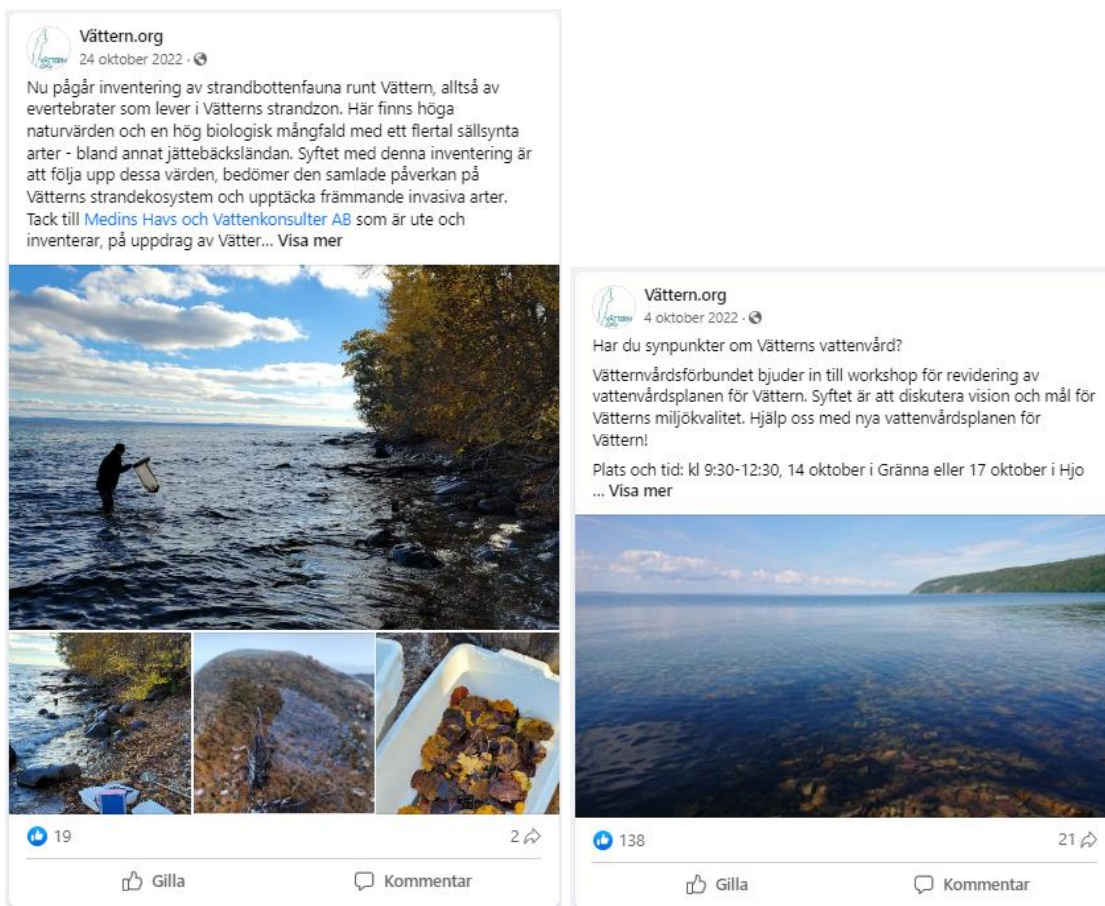 Vättern.org
24 oktober 2022 ·
Nu pågår inventering av strandbottenfauna runt Vättern, alltså av
evertebrater som lever i Vätterns strandzon. Här finns höga
naturvärden och en hög biologisk mångfald med ett flertal sällsynta
arter - bland annat jättebäcksländan. Syftet med denna inventering är
att följa upp dessa värden, bedömer den samlade påverkan på
Vätterns strandekosystem och upptäcka främmande invasiva arter.
Tack till Medins Havs och Vattenkonsulter AB som är ute och
inventerar, på uppdrag av Vätter... Visa mer
19
2
Gilla
Kommentar
Vättern.org
4 oktober 2022 ·
Har du synpunkter om Vätterns vattenvård?
Vätternvårdsförbundet bjuder in till workshop för revidering av
vattenvårdsplanen för Vättern. Syftet är att diskutera vision och mål för
Vätterns miljökvalitet. Hjälp oss med nya vattenvårdsplanen för
Vättern!
Plats och tid: kl 9:30-12:30, 14 oktober i Gränna eller 17 oktober i Hjo
... Visa mer
138
21
Gilla
Kommentar